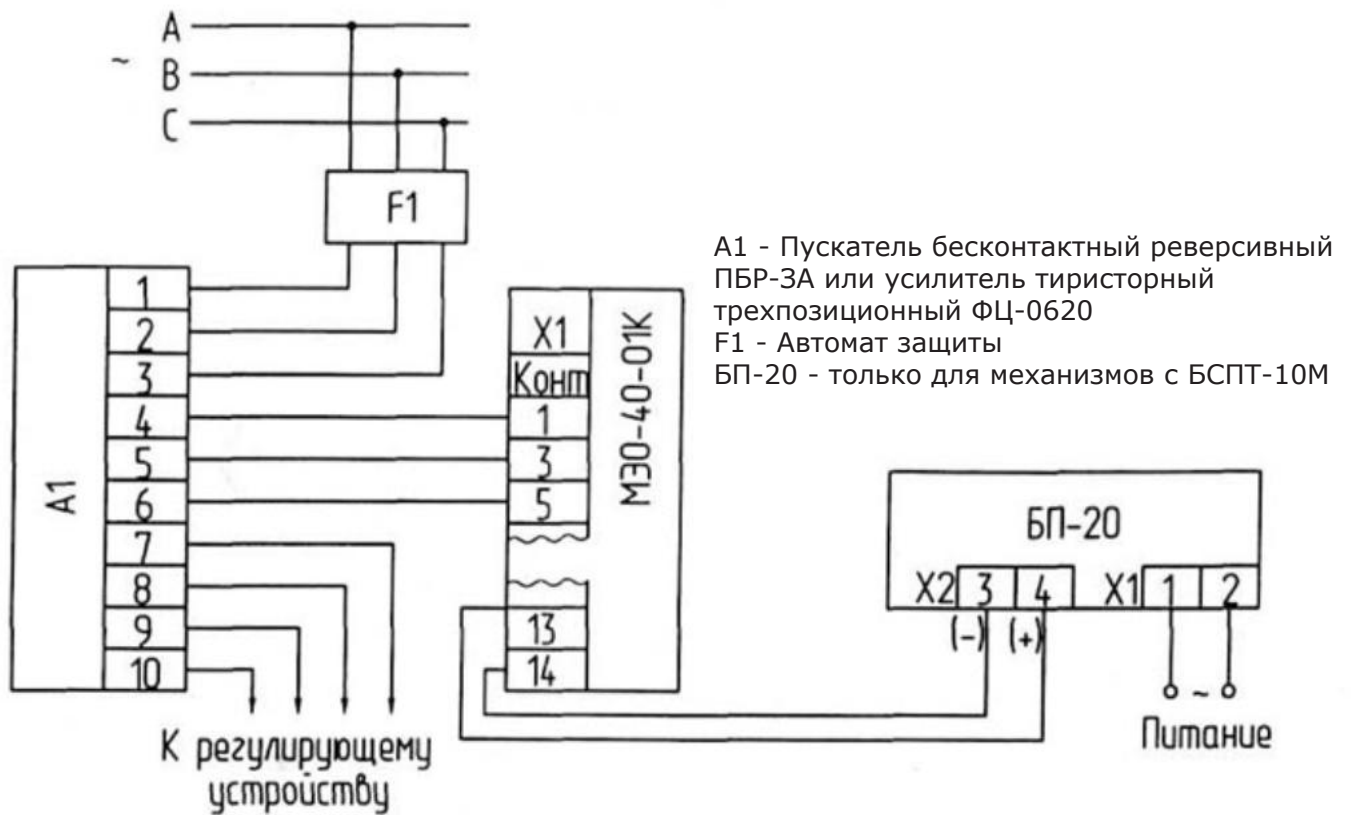 A
~ B
C
F1
A1
1
2
3
4
5
6
7
8
9
10
К регулирующему
устройству
X1
Конт
1
3
5
13
14
МЭО-40-01К
А1 - Пускатель бесконтактный реверсивный
ПБР-3А или усилитель тиристорный
трехпозиционный ФЦ-0620
F1 - Автомат защиты
БП-20 - только для механизмов с БСПТ-10М
БП-20
X2 3 4 X1 1 2
(-) (+)
~
Питание